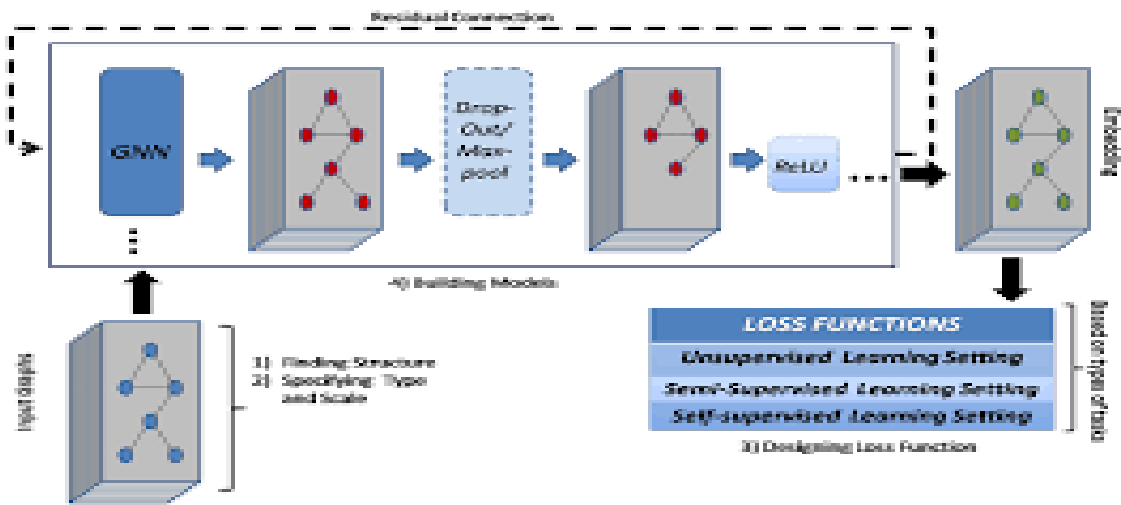 Residual Connection
GNN
Drop-
Out/
Max-
pool
ReLU
Embedding
4) Building Models
Input graph
1) Finding Structure
2) Specifying Type
and Scale
LOSS FUNCTIONS
Unsupervised Learning Setting
Semi-Supervised Learning Setting
Self-supervised Learning Setting
3) Designing Loss Function
Based on types of tasks